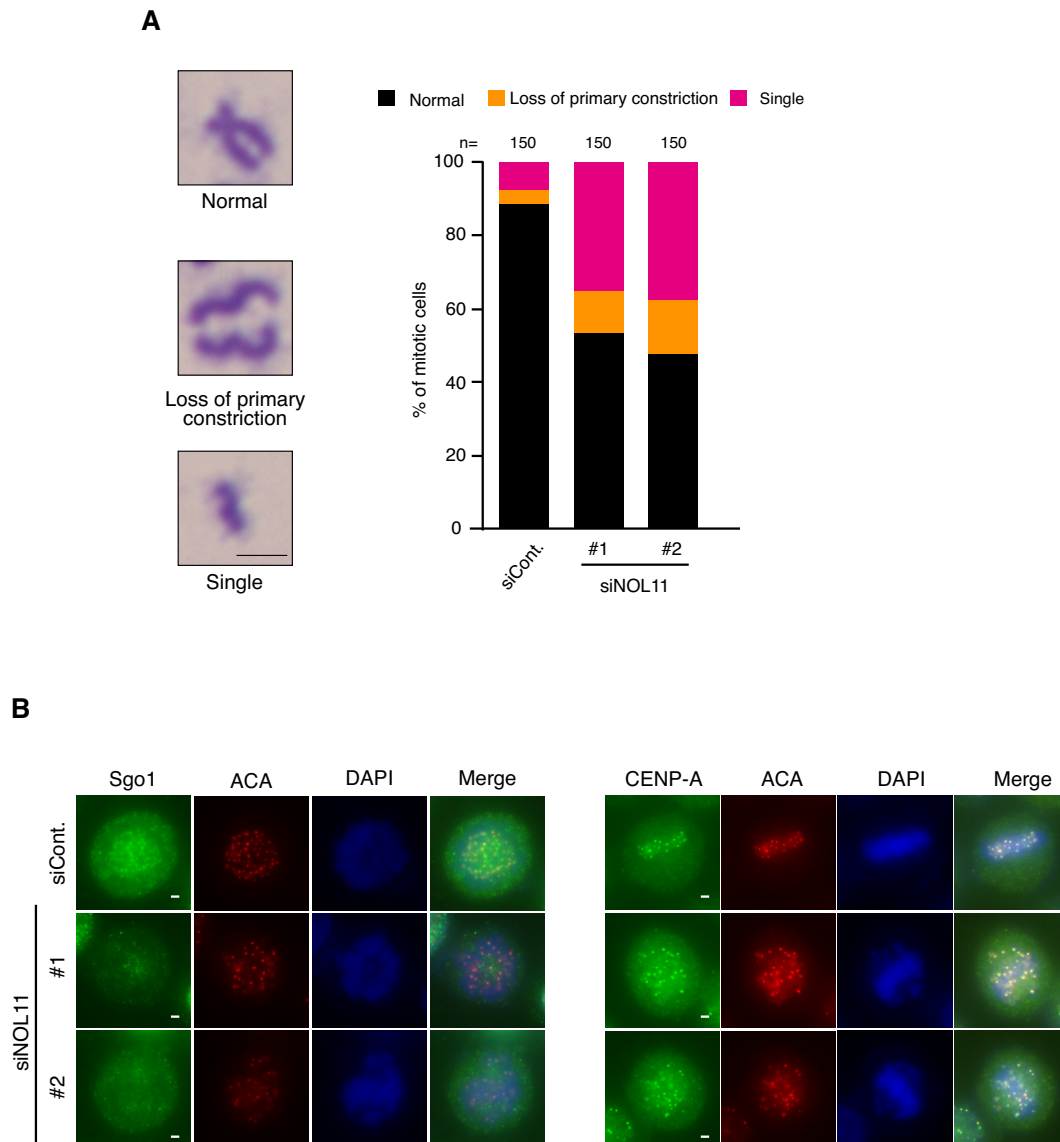 A
Normal
Loss of primary
constriction
Single
Normal Loss of primary constriction Single
n= 150 150 150
100
80
60
40
20
0
% of mitotic cells
siCont.
#1 #2
siNOL11
B
Sgo1 ACA DAPI Merge CENP-A ACA DAPI Merge
siCont.
#1
#2
siNOL11